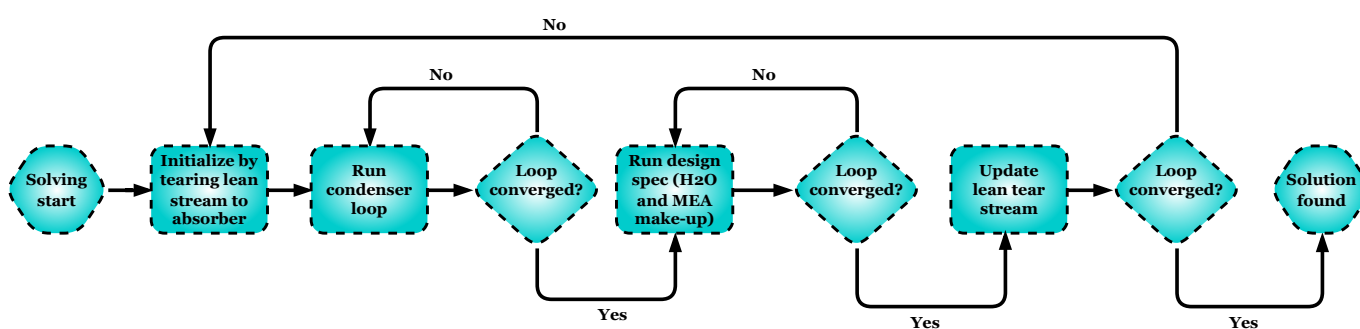 No
No
No
Solving
start
Initialize by
tearing lean
stream to
absorber
Run
condenser
loop
Loop
converged?
Run design
spec (H2O
and MEA
make-up)
Loop
converged?
Update
lean tear
stream
Loop
converged?
Solution
found
Yes
Yes
Yes